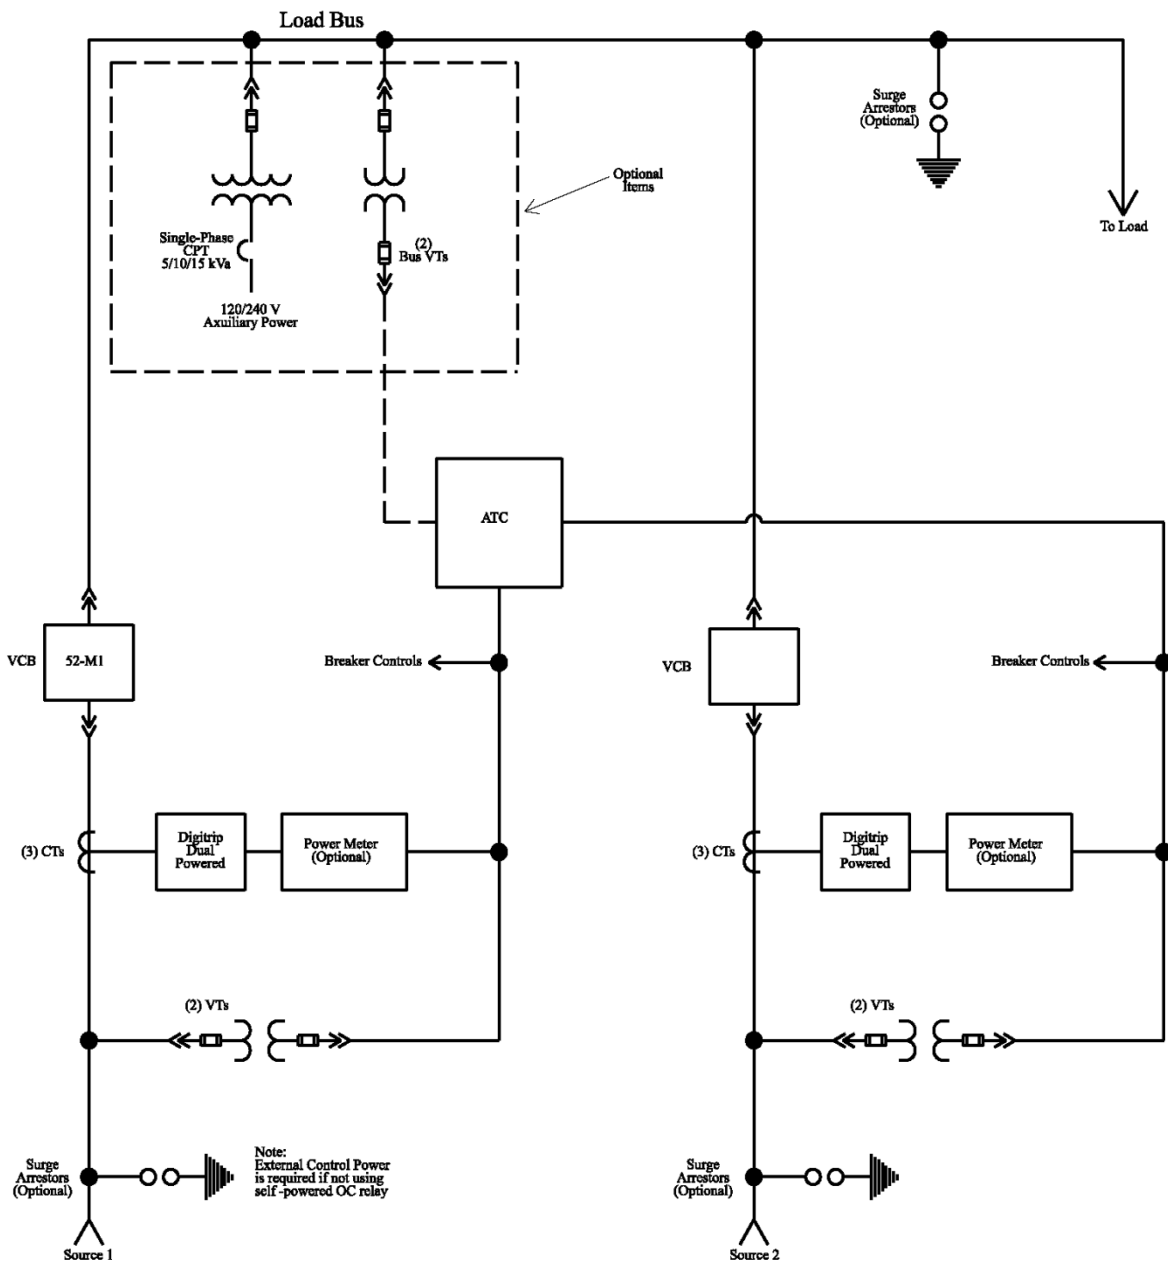 Load Bus
Surge
Arrestors
(Optional)
Optional
Items
To Load
Single-Phase
CPT
5/10/15 kVa
(2)
Bus VTs
120/240 V
Axuiliary Power
ATC
VCB
52-M1
Breaker Controls
VCB
Breaker Controls
(3) CTs
Digitrip
Dual
Powered
Power Meter
(Optional)
(3) CTs
Digitrip
Dual
Powered
Power Meter
(Optional)
(2) VTs
(2) VTs
Surge
Arrestors
(Optional)
Note:
External Control Power
is required if not using
self -powered OC relay
Surge
Arrestors
(Optional)
Source 1
Source 2